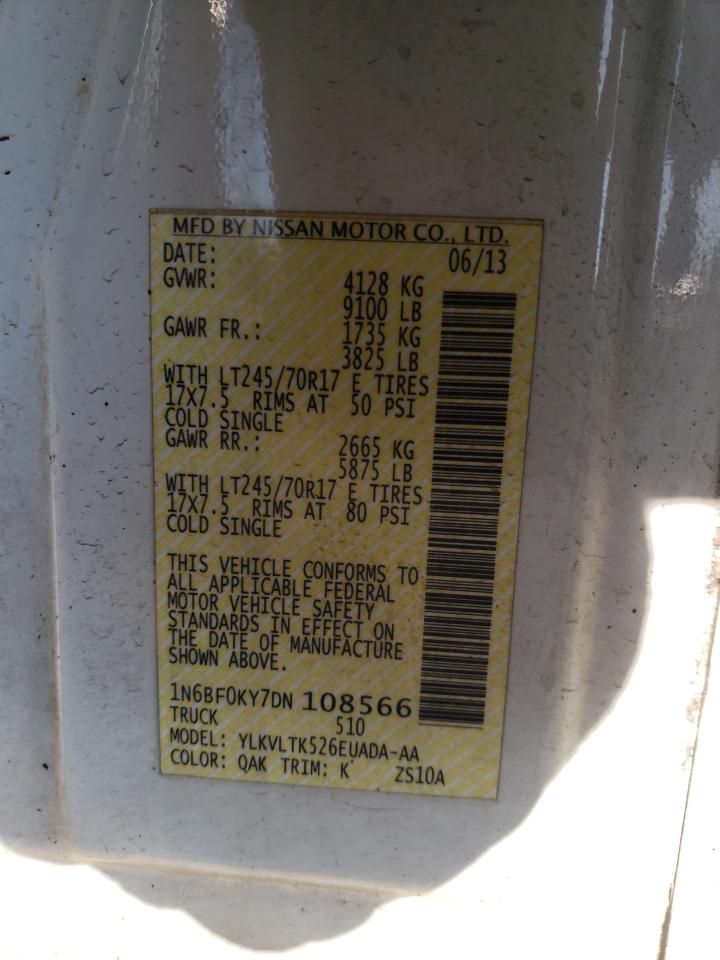 MFD BY NISSAN MOTOR CO., LTD.
DATE: 06/13
GVWR: 4128 KG
9100 LB
GAWR FR.: 1735 KG
3825 LB
WITH LT245/70R17 E TIRES
17X7.5 RIMS AT 50 PSI
COLD SINGLE
GAWR RR.: 2665 KG
5875 LB
WITH LT245/70R17 E TIRES
17X7.5 RIMS AT 80 PSI
COLD SINGLE
THIS VEHICLE CONFORMS TO
ALL APPLICABLE FEDERAL
MOTOR VEHICLE SAFETY
STANDARDS IN EFFECT ON
THE DATE OF MANUFACTURE
SHOWN ABOVE.
1N6BF0KY7DN 108566
TRUCK 510
MODEL: YLKVLTK526EUADA-AA
COLOR: QAK TRIM: K ZS10A